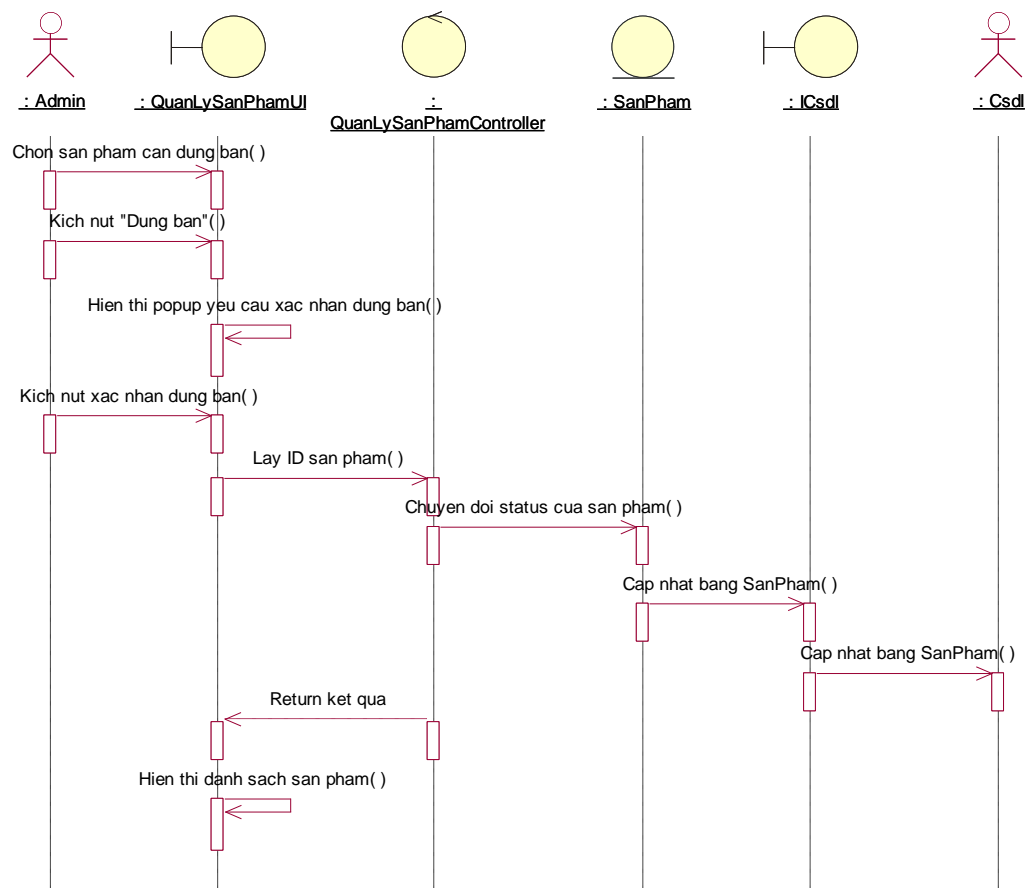 : Admin
: QuanLySanPhamUI
:
QuanLySanPhamController
: SanPham
: ICsdl
: Csdl
Chon san pham can dung ban( )
Kich nut "Dung ban"( )
Hien thi popup yeu cau xac nhan dung ban( )
Kich nut xac nhan dung ban( )
Lay ID san pham( )
Chuyen doi status cua san pham( )
Cap nhat bang SanPham( )
Cap nhat bang SanPham( )
Return ket qua
Hien thi danh sach san pham( )